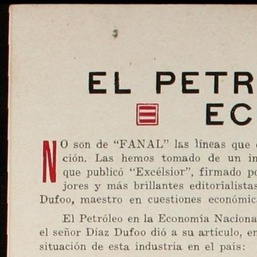 EL PETR
EC
NO son de "FANAL" las líneas que
ción. Las hemos tomado de un in
que publicó "Excélsior", firmado po
jores y más brillantes editorialistas
Dufoo, maestro en cuestiones económic
El Petróleo en la Economía Naciona
el señor Díaz Dufoo dió a su artículo, en
situación de esta industria en el país: